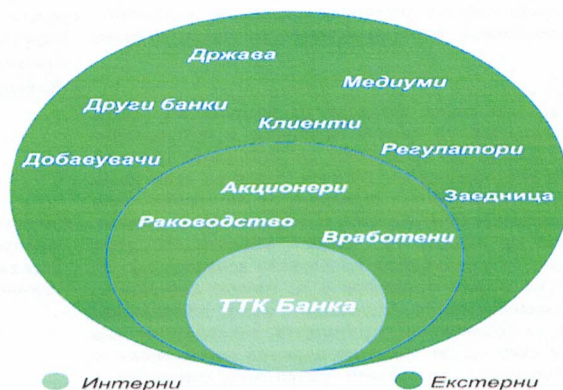 Држава
Медиуми
Други банки
Клиенти
Регулатори
Добавувачи
Акционери
Заедница
Раководство
Вработени
ТТК Банка
Интерни
Екстерни